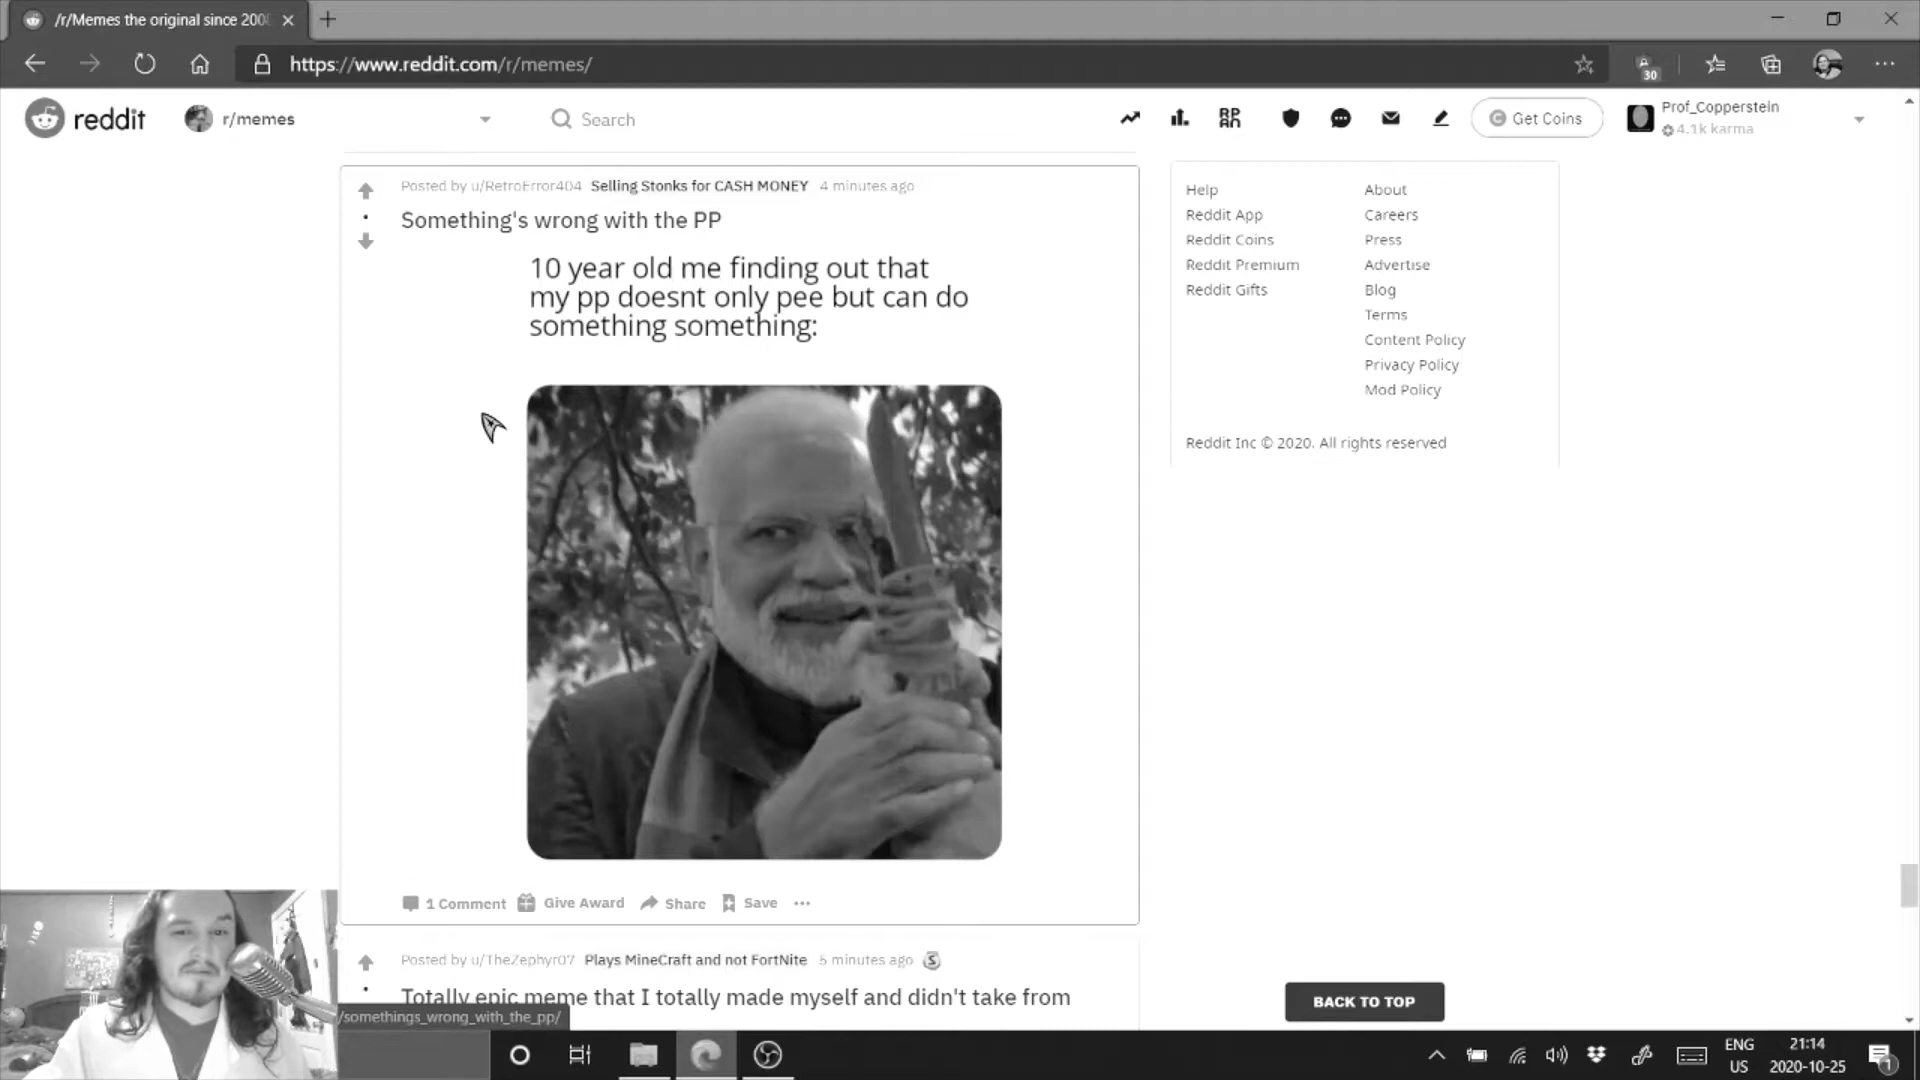 /r/Memes the original since 200
https://www.reddit.com/r/memes/
30
reddit
r/memes
Search
Get Coins
Prof_Copperstein
4.1k karma
Posted by u/RetroError404 Selling Stonks for CASH MONEY 4 minutes ago
Something's wrong with the PP
10 year old me finding out that
my pp doesnt only pee but can do
something something:
1 Comment Give Award Share Save
Help
About
Reddit App
Careers
Reddit Coins
Press
Reddit Premium
Advertise
Reddit Gifts
Blog
Terms
Content Policy
Privacy Policy
Mod Policy
Reddit Inc © 2020. All rights reserved
Posted by u/TheZephyr07 Plays MineCraft and not FortNite 5 minutes ago
Totally epic meme that I totally made myself and didn't take from
/somethings_wrong_with_the_pp/
BACK TO TOP
ENG
US
21:14
2020-10-25
1